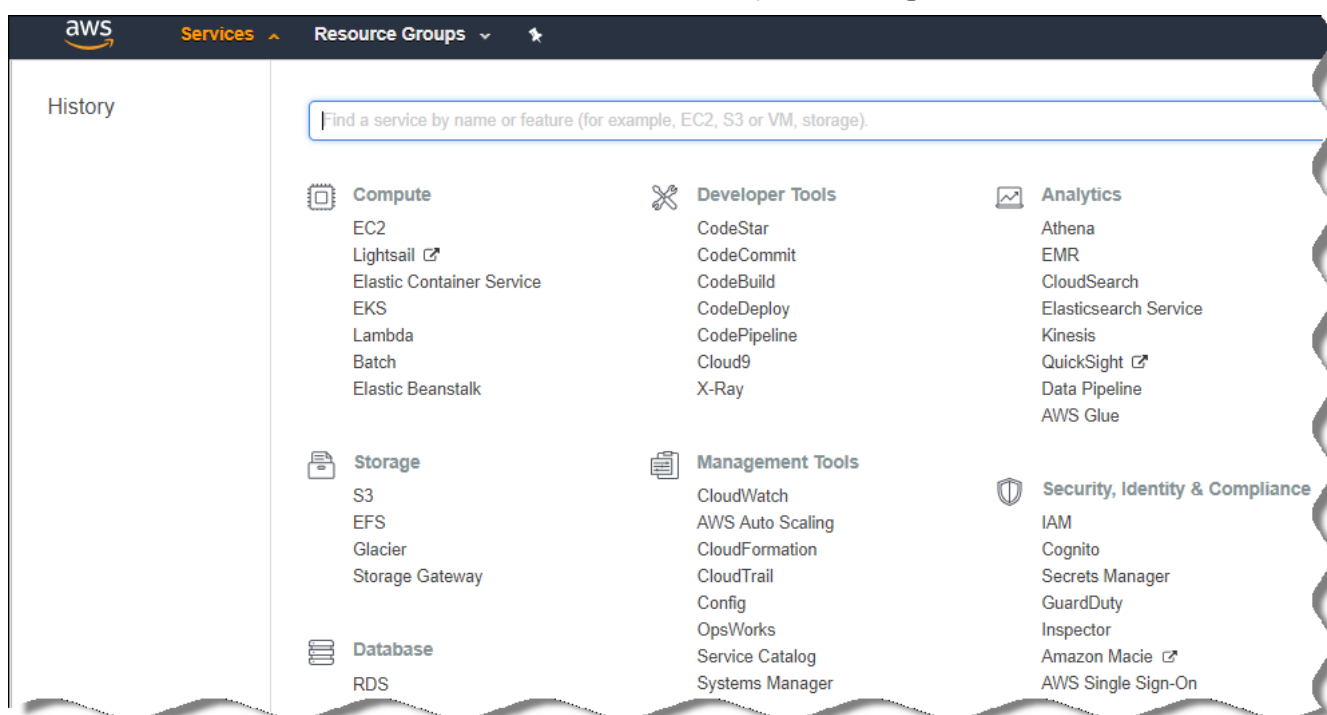 aws Services Resource Groups
History
Find a service by name or feature (for example, EC2, S3 or VM, storage).
Compute
EC2
Lightsail
Elastic Container Service
EKS
Lambda
Batch
Elastic Beanstalk
Storage
S3
EFS
Glacier
Storage Gateway
Database
RDS
Developer Tools
CodeStar
CodeCommit
CodeBuild
CodeDeploy
CodePipeline
Cloud9
X-Ray
Management Tools
CloudWatch
AWS Auto Scaling
CloudFormation
CloudTrail
Config
OpsWorks
Service Catalog
Systems Manager
Analytics
Athena
EMR
CloudSearch
Elasticsearch Service
Kinesis
QuickSight
Data Pipeline
AWS Glue
Security, Identity & Compliance
IAM
Cognito
Secrets Manager
GuardDuty
Inspector
Amazon Macie
AWS Single Sign-On